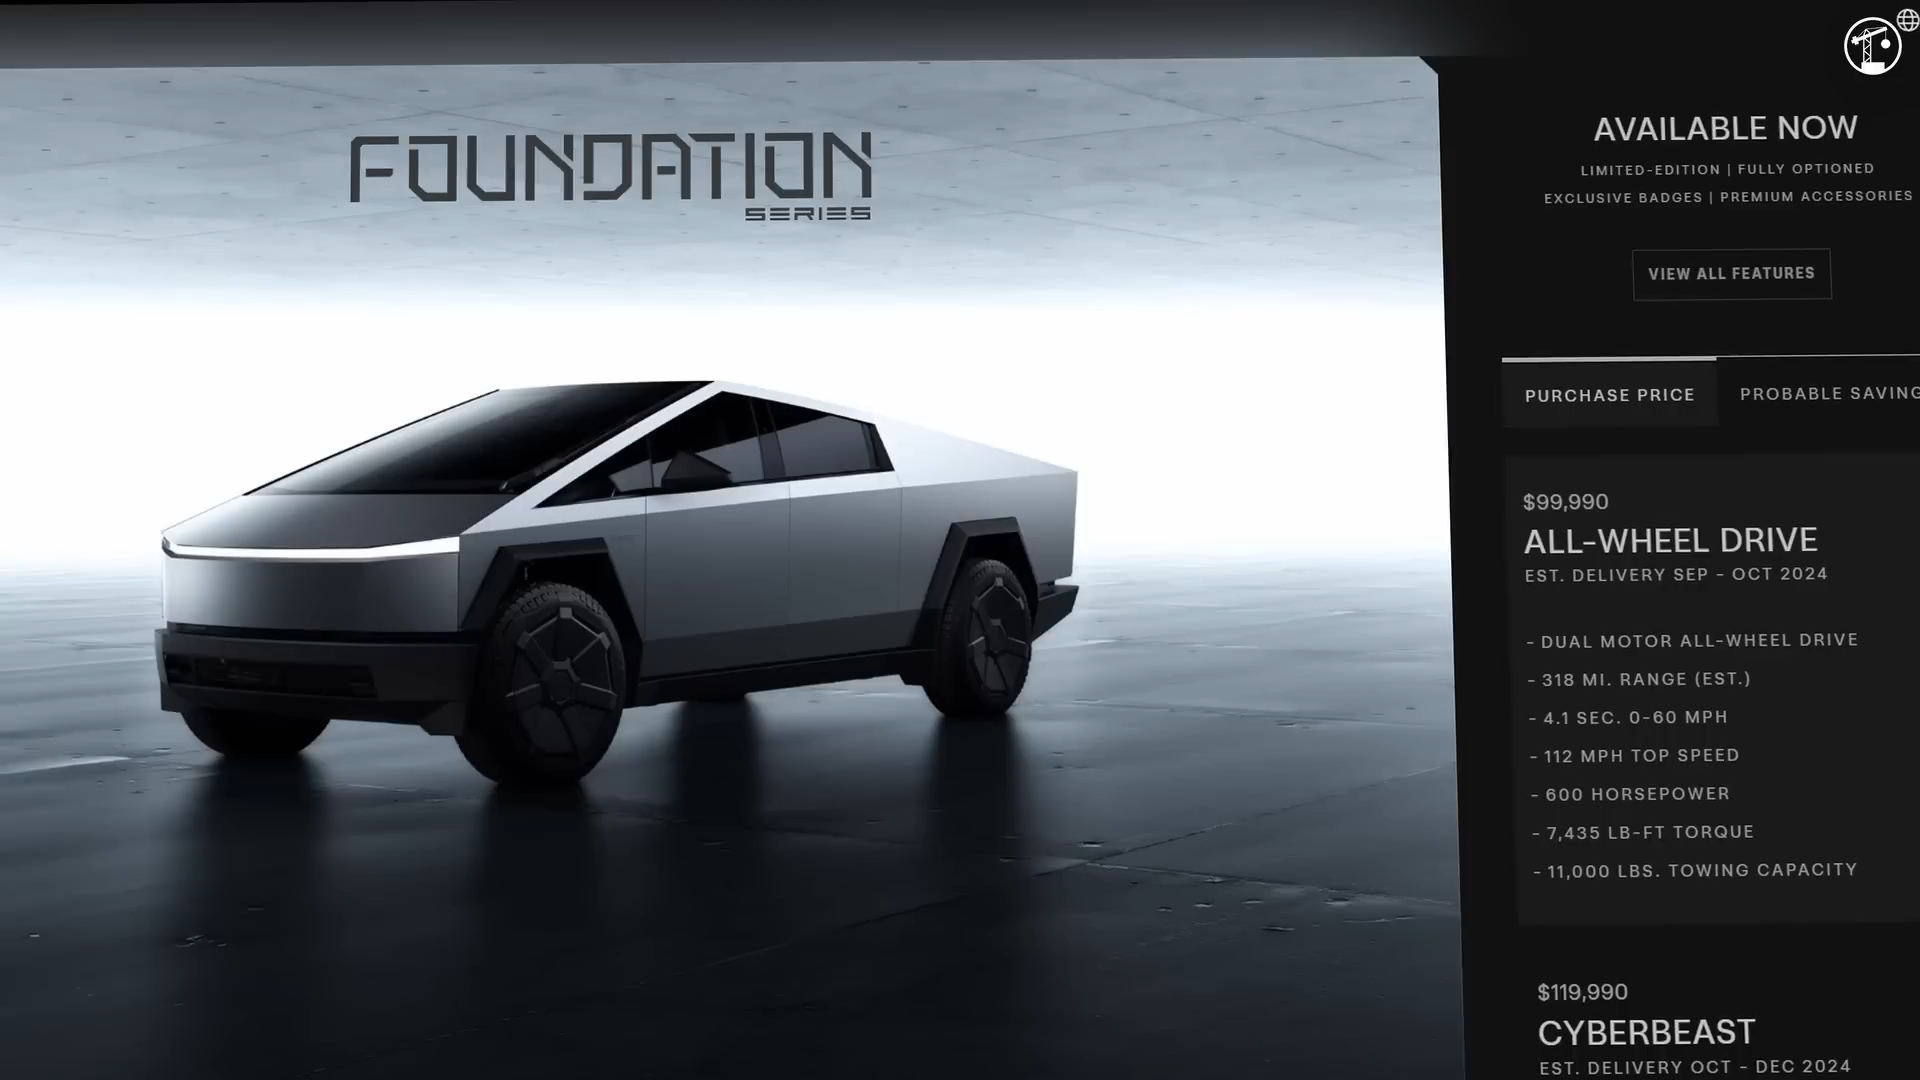 FOUNDATION
SERIES
AVAILABLE NOW
LIMITED-EDITION | FULLY OPTIONED
EXCLUSIVE BADGES | PREMIUM ACCESSORIES
VIEW ALL FEATURES
PURCHASE PRICE
PROBABLE SAVING
$99,990
ALL-WHEEL DRIVE
EST. DELIVERY SEP - OCT 2024
- DUAL MOTOR ALL-WHEEL DRIVE
- 318 MI. RANGE (EST.)
- 4.1 SEC. 0-60 MPH
- 112 MPH TOP SPEED
- 600 HORSEPOWER
- 7,435 LB-FT TORQUE
- 11,000 LBS. TOWING CAPACITY
$119,990
CYBERBEAST
EST. DELIVERY OCT - DEC 2024